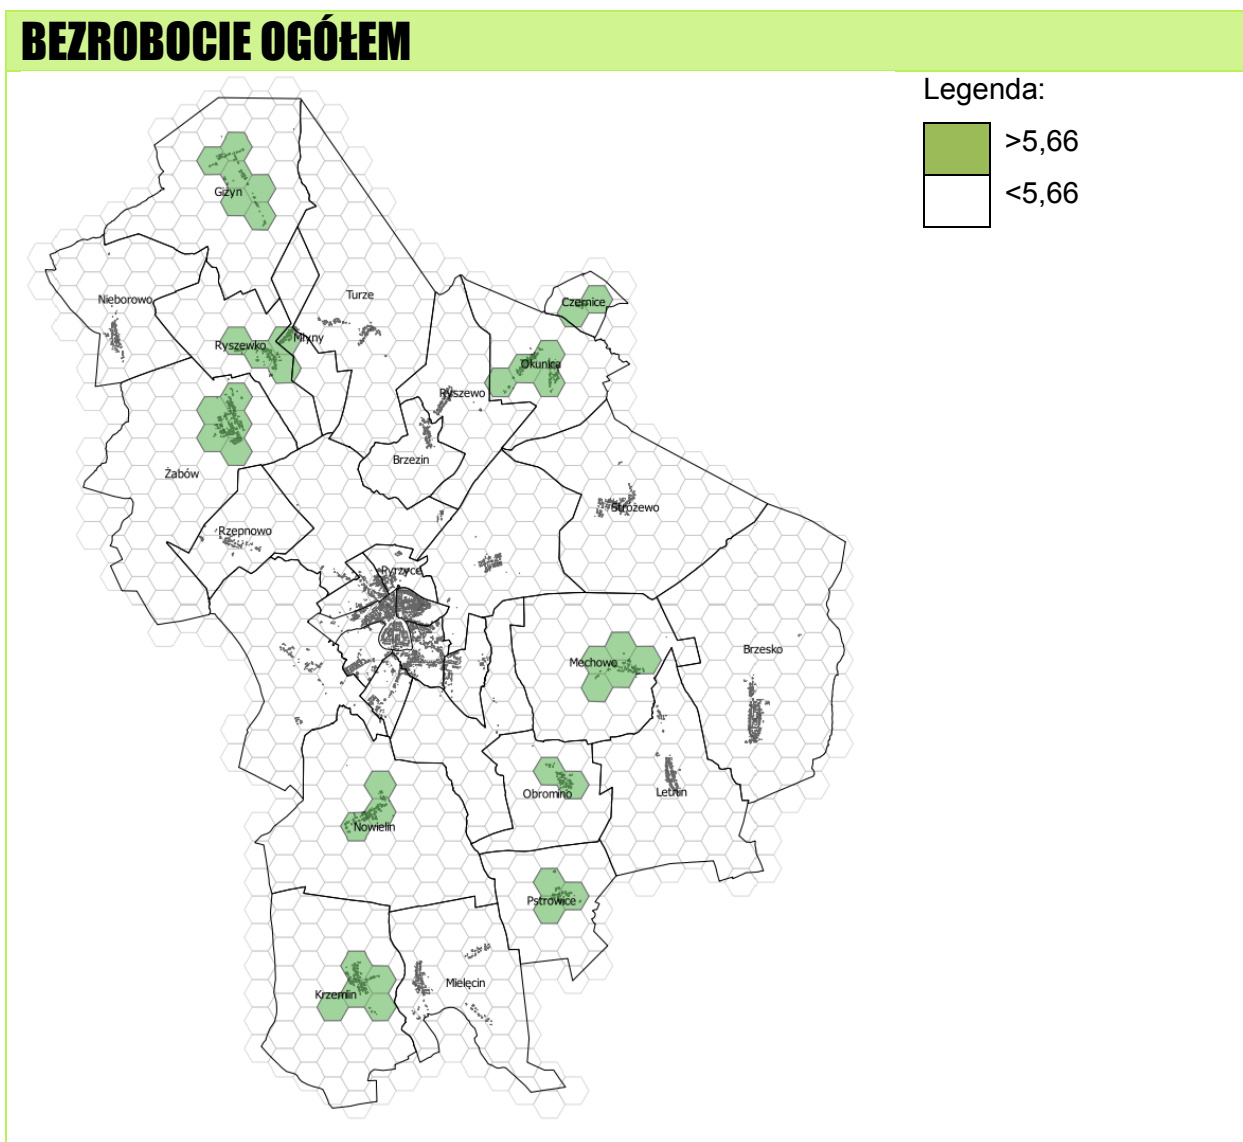 BEZROBOCIE OGÓŁEM
Legenda:
>5,66
<5,66
Giżyn
Nieborowo
Turze
Czernice
Ryszewko
Młyny
Okunica
Ryszewo
Brzezin
Żabów
Stróżewo
Rzepnowo
Pyrzyce
Mechowo
Brzesko
Obromino
Letnin
Nowielin
Pstrowice
Krzemlin
Mielęcin